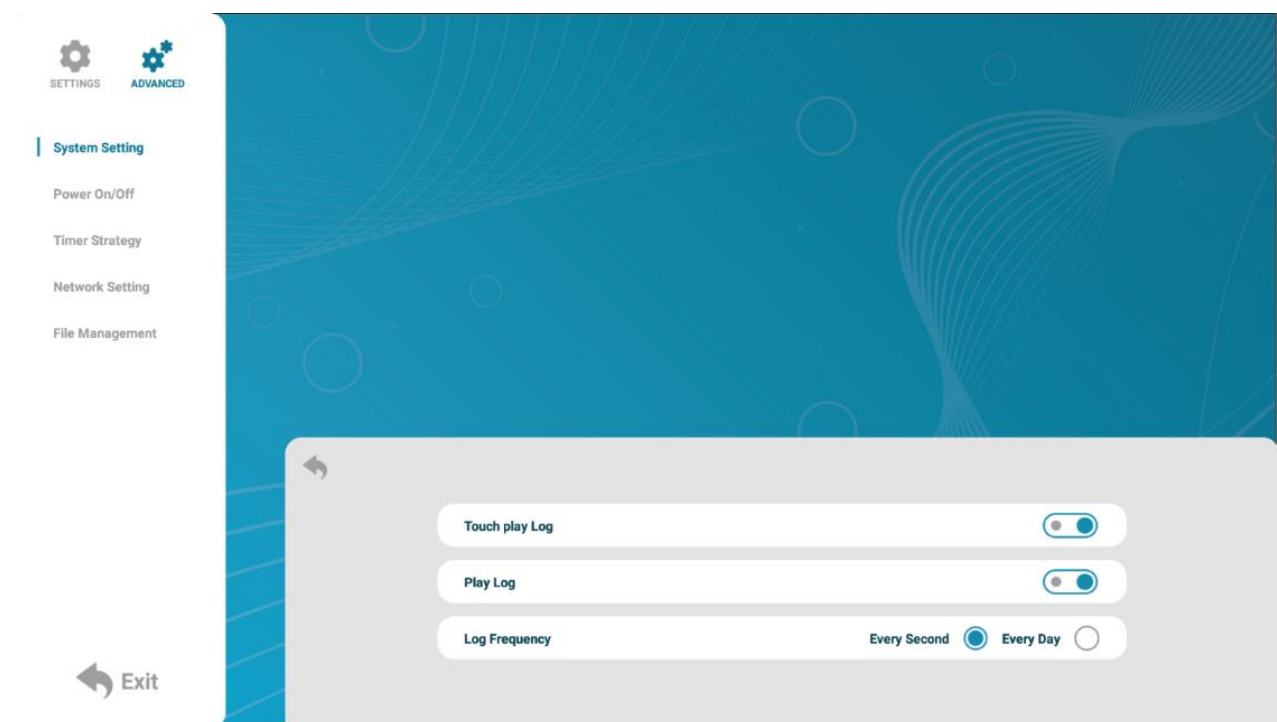 SETTINGS ADVANCED
System Setting
Power On/Off
Timer Strategy
Network Setting
File Management
Exit
Touch play Log
Play Log
Log Frequency Every Second Every Day